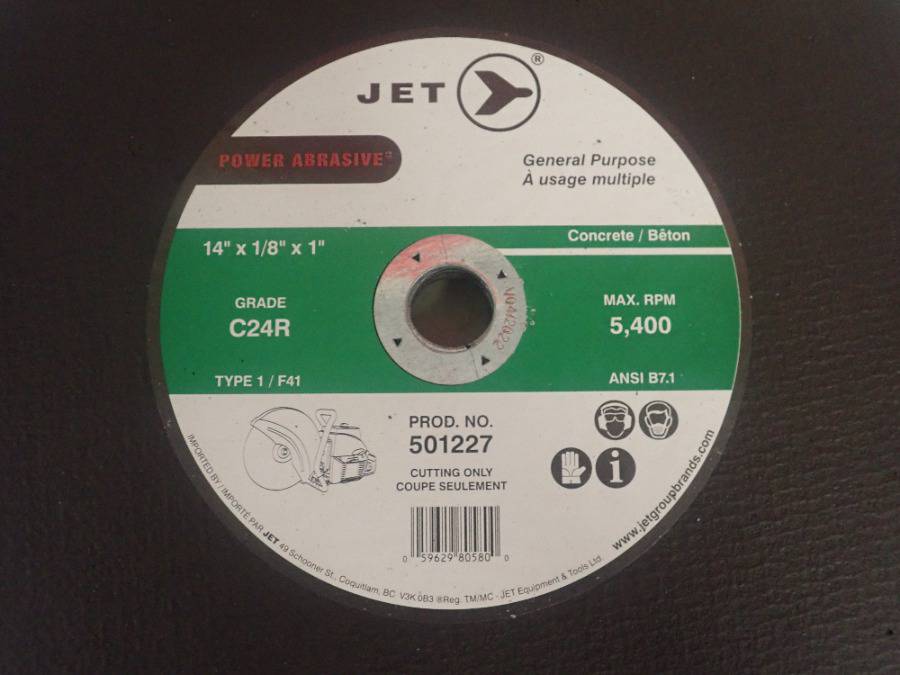 JET ®
POWER ABRASIVE
General Purpose
À usage multiple
14" x 1/8" x 1"
Concrete / Bêton
GRADE
C24R
MAX. RPM
5,400
TYPE 1 / F41
ANSI B7.1
V04/2022
PROD. NO.
501227
CUTTING ONLY
COUPE SEULEMENT
0 59629 80580 0
IMPORTED BY / IMPORTÉ PAR JET 49 Schooner St., Coquitlam, BC V3K 0B3 ®Reg. TM/MC - JET Equipment & Tools Ltd.
www.jetgroupbrands.com